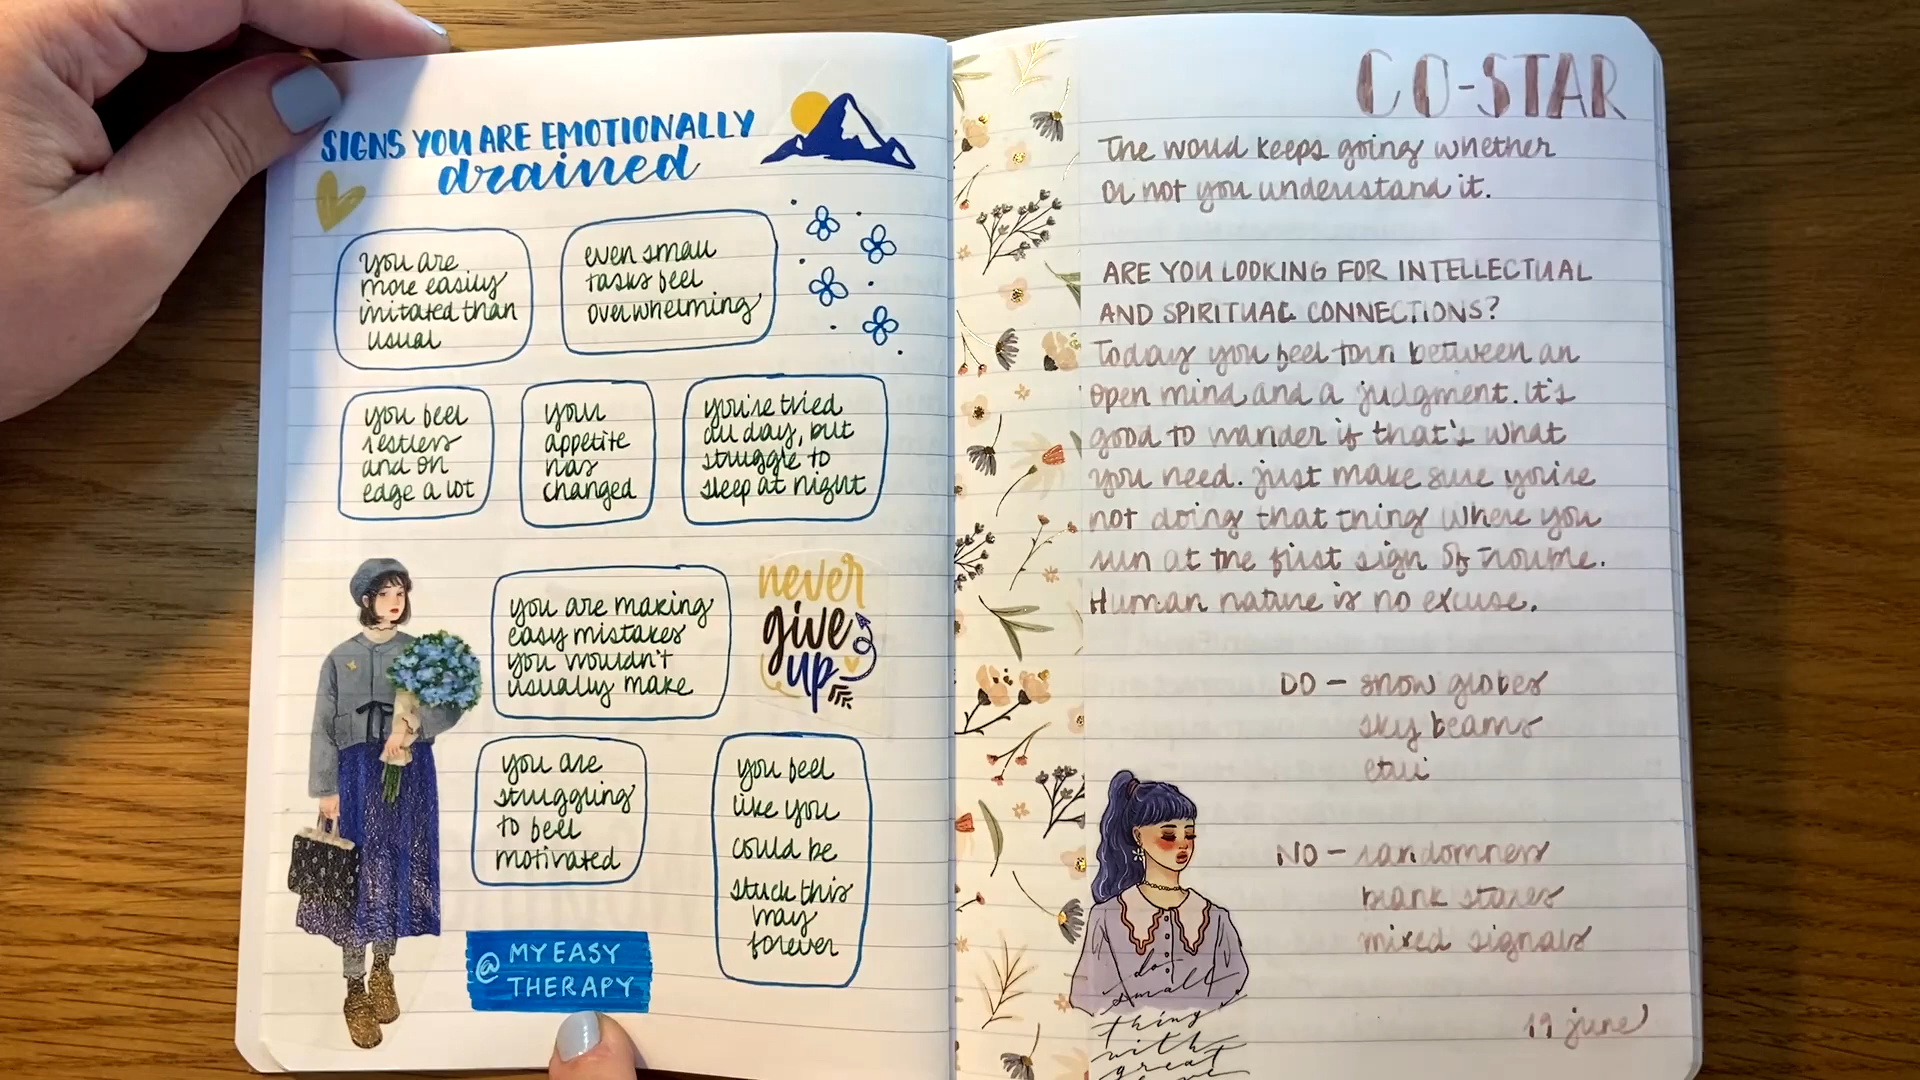 SIGNS YOU ARE EMOTIONALLY
drained
you are
more easily
irritated than
usual
even small
tasks feel
overwhelming
you feel
restless
and on
edge a lot
your
appetite
has
changed
you're tried
all day, but
struggle to
sleep at night
you are making
easy mistakes
you wouldn't
usually make
never
give
up
you are
struggling
to feel
motivated
you feel
like you
could be
stuck this
way
forever
@ MY EASY
THERAPY
CO-STAR
The world keeps going whether
or not you understand it.
ARE YOU LOOKING FOR INTELLECTUAL
AND SPIRITUAL CONNECTIONS?
Today you feel torn between an
open mind and a judgment. It's
good to wander if that's what
you need. just make sure you're
not doing that thing where you
run at the first sign of trouble.
Human nature is no excuse.
DO - snow globes
sky beams
NO - randomness
blank stares
mixed signals
do
small
thing
with
great
19 june